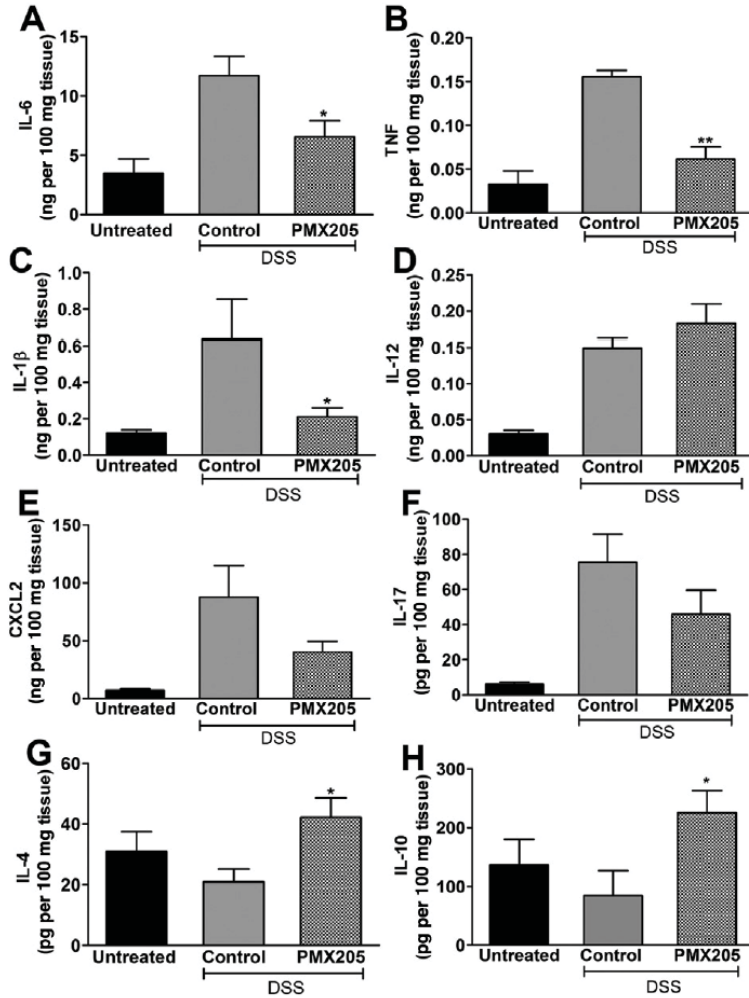 A
IL-6
(ng per 100 mg tissue)
15
10
5
0
Untreated
Control
PMX205
*
DSS
B
TNF
(ng per 100 mg tissue)
0.20
0.15
0.10
0.05
0.00
Untreated
Control
PMX205
**
DSS
C
IL-1β
(ng per 100 mg tissue)
1.0
0.8
0.6
0.4
0.2
0.0
Untreated
Control
PMX205
*
DSS
D
IL-12
(ng per 100 mg tissue)
0.25
0.20
0.15
0.10
0.05
0.00
Untreated
Control
PMX205
DSS
E
CXCL2
(ng per 100 mg tissue)
150
100
50
0
Untreated
Control
PMX205
DSS
F
IL-17
(pg per 100 mg tissue)
100
80
60
40
20
0
Untreated
Control
PMX205
DSS
G
IL-4
(pg per 100 mg tissue)
60
40
20
0
Untreated
Control
PMX205
*
DSS
H
IL-10
(pg per 100 mg tissue)
300
200
100
0
Untreated
Control
PMX205
*
DSS